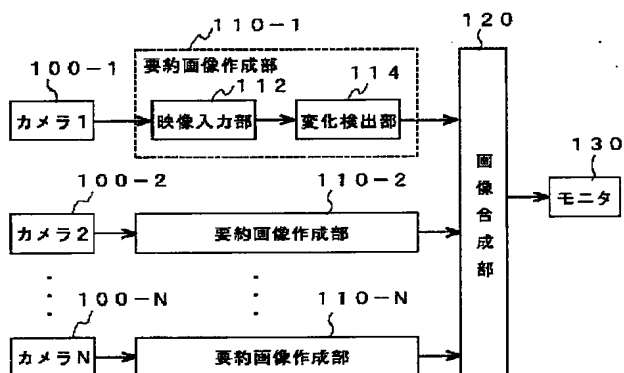 110-1
120
100-1
要約画像作成部
112
114
カメラ1
映像入力部
変化検出部
130
100-2
110-2
画像合成部
モニタ
カメラ2
要約画像作成部
100-N
110-N
カメラN
要約画像作成部